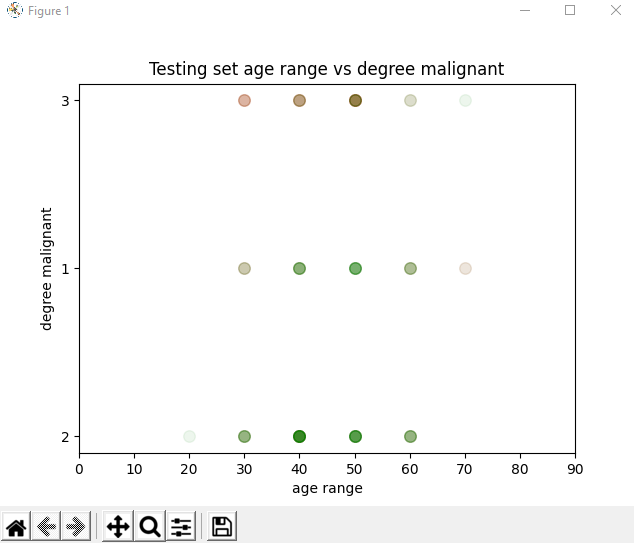 Figure 1
Testing set age range vs degree malignant
3
1
2
degree malignant
0 10 20 30 40 50 60 70 80 90
age range